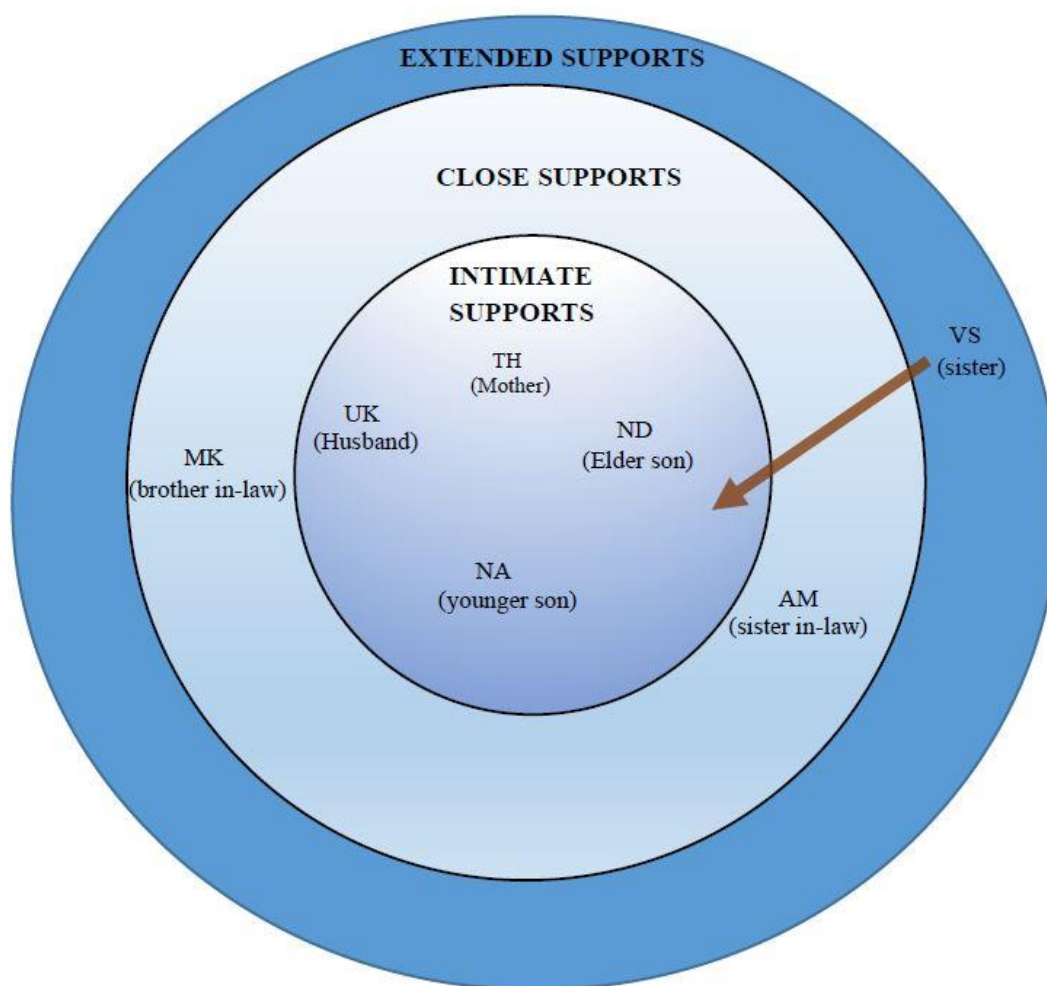 EXTENDED SUPPORTS
CLOSE SUPPORTS
INTIMATE
SUPPORTS
TH
(Mother)
UK
(Husband)
ND
(Elder son)
VS
(sister)
MK
(brother in-law)
NA
(younger son)
AM
(sister in-law)